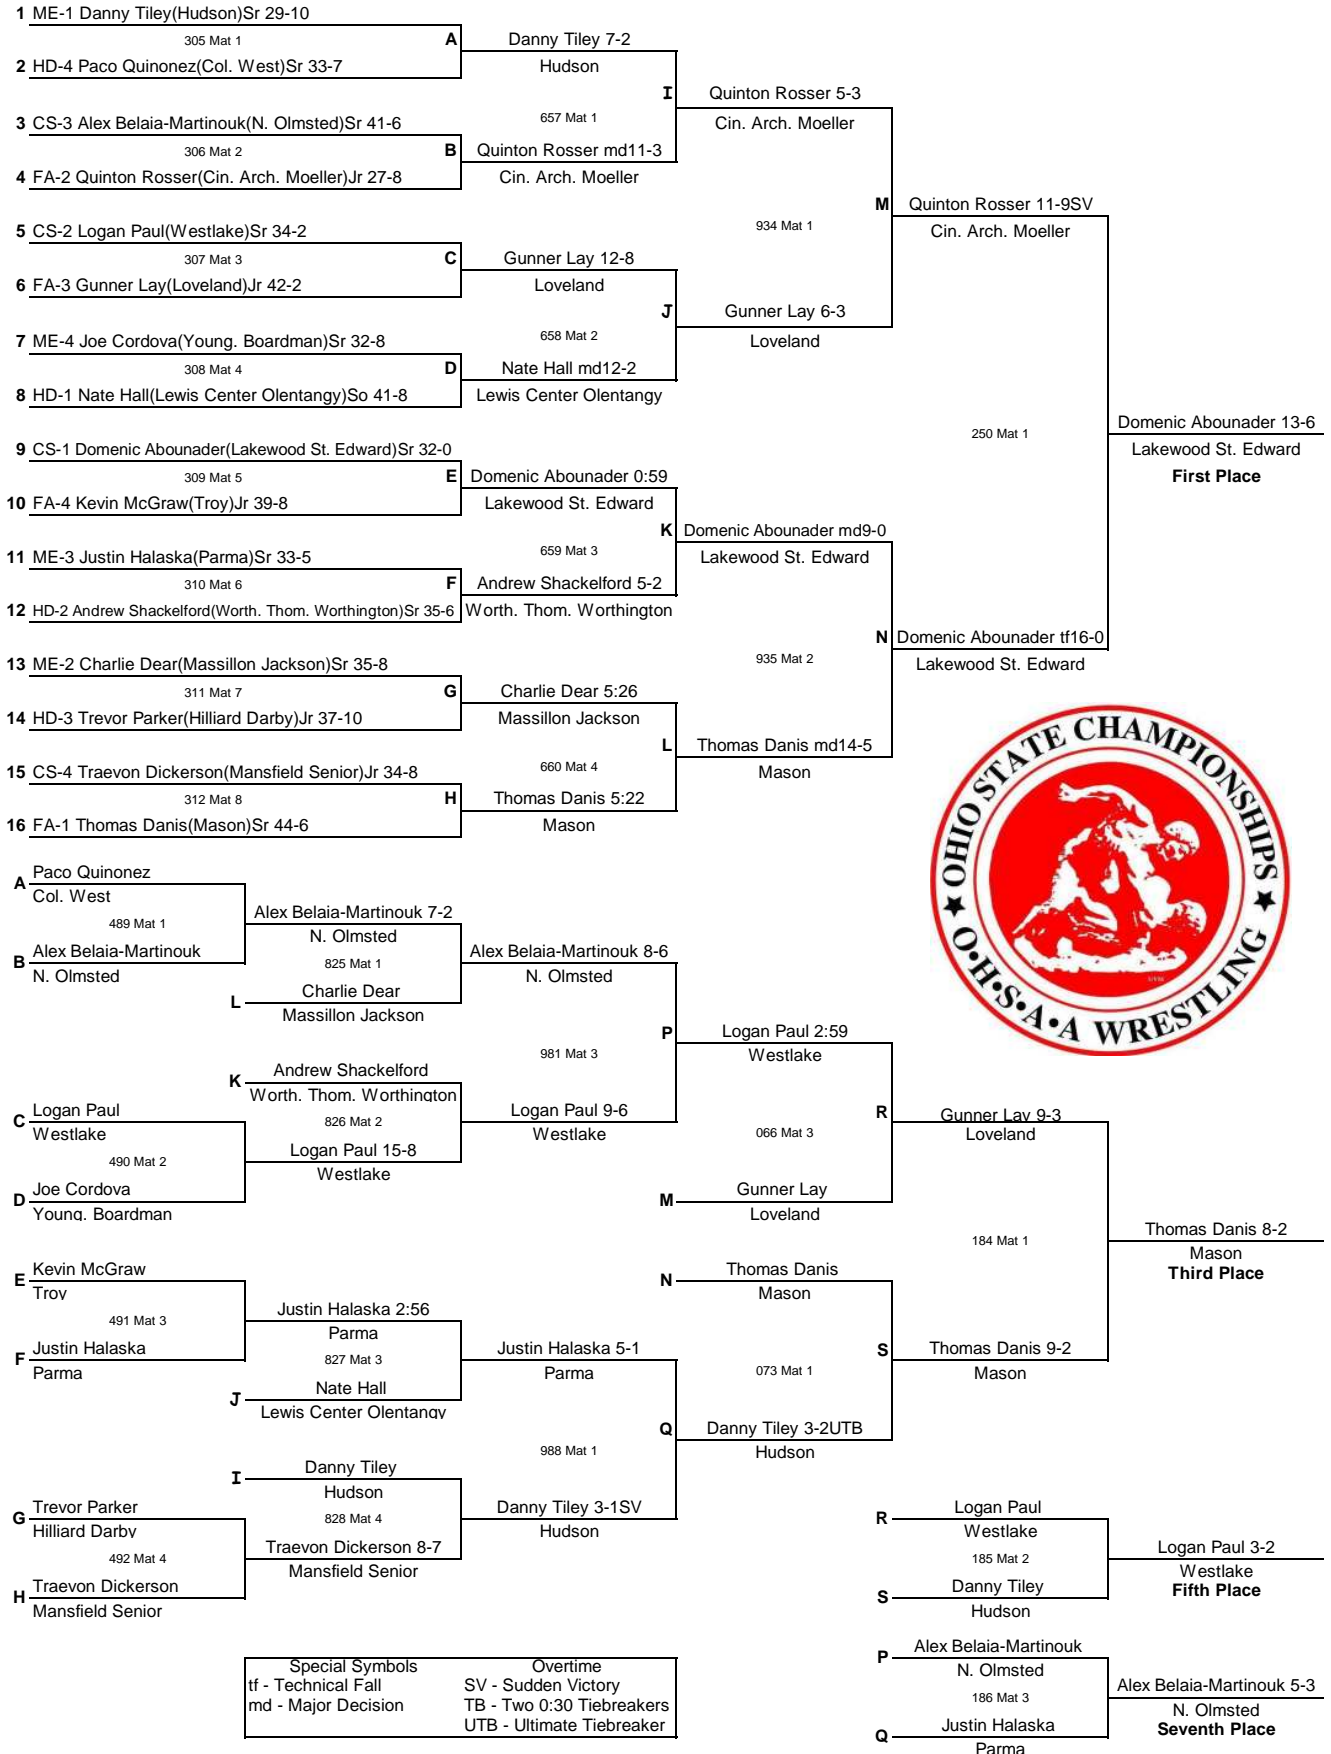 1 ME-1 Danny Tiley(Hudson)Sr 29-10
305 Mat 1
A
2 HD-4 Paco Quinonez(Col. West)Sr 33-7
Danny Tiley 7-2
Hudson
I
657 Mat 1
3 CS-3 Alex Belaia-Martinouk(N. Olmsted)Sr 41-6
306 Mat 2
B
4 FA-2 Quinton Rosser(Cin. Arch. Moeller)Jr 27-8
Quinton Rosser md11-3
Cin. Arch. Moeller
Quinton Rosser 5-3
Cin. Arch. Moeller
M
934 Mat 1
5 CS-2 Logan Paul(Westlake)Sr 34-2
307 Mat 3
C
6 FA-3 Gunner Lay(Loveland)Jr 42-2
Gunner Lay 12-8
Loveland
J
658 Mat 2
7 ME-4 Joe Cordova(Young. Boardman)Sr 32-8
308 Mat 4
D
8 HD-1 Nate Hall(Lewis Center Olentangy)So 41-8
Nate Hall md12-2
Lewis Center Olentangy
Gunner Lay 6-3
Loveland
Quinton Rosser 11-9SV
Cin. Arch. Moeller
250 Mat 1
9 CS-1 Domenic Abounader(Lakewood St. Edward)Sr 32-0
309 Mat 5
E
10 FA-4 Kevin McGraw(Troy)Jr 39-8
Domenic Abounader 0:59
Lakewood St. Edward
K
659 Mat 3
11 ME-3 Justin Halaska(Parma)Sr 33-5
310 Mat 6
F
12 HD-2 Andrew Shackelford(Worth. Thom. Worthington)Sr 35-6
Andrew Shackelford 5-2
Worth. Thom. Worthington
Domenic Abounader md9-0
Lakewood St. Edward
N
935 Mat 2
13 ME-2 Charlie Dear(Massillon Jackson)Sr 35-8
311 Mat 7
G
14 HD-3 Trevor Parker(Hilliard Darby)Jr 37-10
Charlie Dear 5:26
Massillon Jackson
L
660 Mat 4
15 CS-4 Traevon Dickerson(Mansfield Senior)Jr 34-8
312 Mat 8
H
16 FA-1 Thomas Danis(Mason)Sr 44-6
Thomas Danis 5:22
Mason
Thomas Danis md14-5
Mason
Domenic Abounader tf16-0
Lakewood St. Edward
Domenic Abounader 13-6
Lakewood St. Edward
First Place
★ OHIO STATE CHAMPIONSHIPS ★
O•H•S•A•A WRESTLING
A Paco Quinonez
Col. West
489 Mat 1
B Alex Belaia-Martinouk
N. Olmsted
Alex Belaia-Martinouk 7-2
N. Olmsted
825 Mat 1
L Charlie Dear
Massillon Jackson
Alex Belaia-Martinouk 8-6
N. Olmsted
P
981 Mat 3
K Andrew Shackelford
Worth. Thom. Worthington
826 Mat 2
C Logan Paul
Westlake
490 Mat 2
D Joe Cordova
Young. Boardman
Logan Paul 15-8
Westlake
Logan Paul 9-6
Westlake
Logan Paul 2:59
Westlake
R
066 Mat 3
M Gunner Lay
Loveland
Gunner Lay 9-3
Loveland
184 Mat 1
E Kevin McGraw
Troy
491 Mat 3
F Justin Halaska
Parma
Justin Halaska 2:56
Parma
827 Mat 3
J Nate Hall
Lewis Center Olentangy
Justin Halaska 5-1
Parma
Q
988 Mat 1
I Danny Tiley
Hudson
828 Mat 4
G Trevor Parker
Hilliard Darby
492 Mat 4
H Traevon Dickerson
Mansfield Senior
Traevon Dickerson 8-7
Mansfield Senior
Danny Tiley 3-1SV
Hudson
N Thomas Danis
Mason
S
073 Mat 1
Danny Tiley 3-2UTB
Hudson
Thomas Danis 9-2
Mason
Thomas Danis 8-2
Mason
Third Place
R Logan Paul
Westlake
185 Mat 2
S Danny Tiley
Hudson
Logan Paul 3-2
Westlake
Fifth Place
P Alex Belaia-Martinouk
N. Olmsted
186 Mat 3
Q Justin Halaska
Parma
Alex Belaia-Martinouk 5-3
N. Olmsted
Seventh Place
Special Symbols
tf - Technical Fall
md - Major Decision
Overtime
SV - Sudden Victory
TB - Two 0:30 Tiebreakers
UTB - Ultimate Tiebreaker